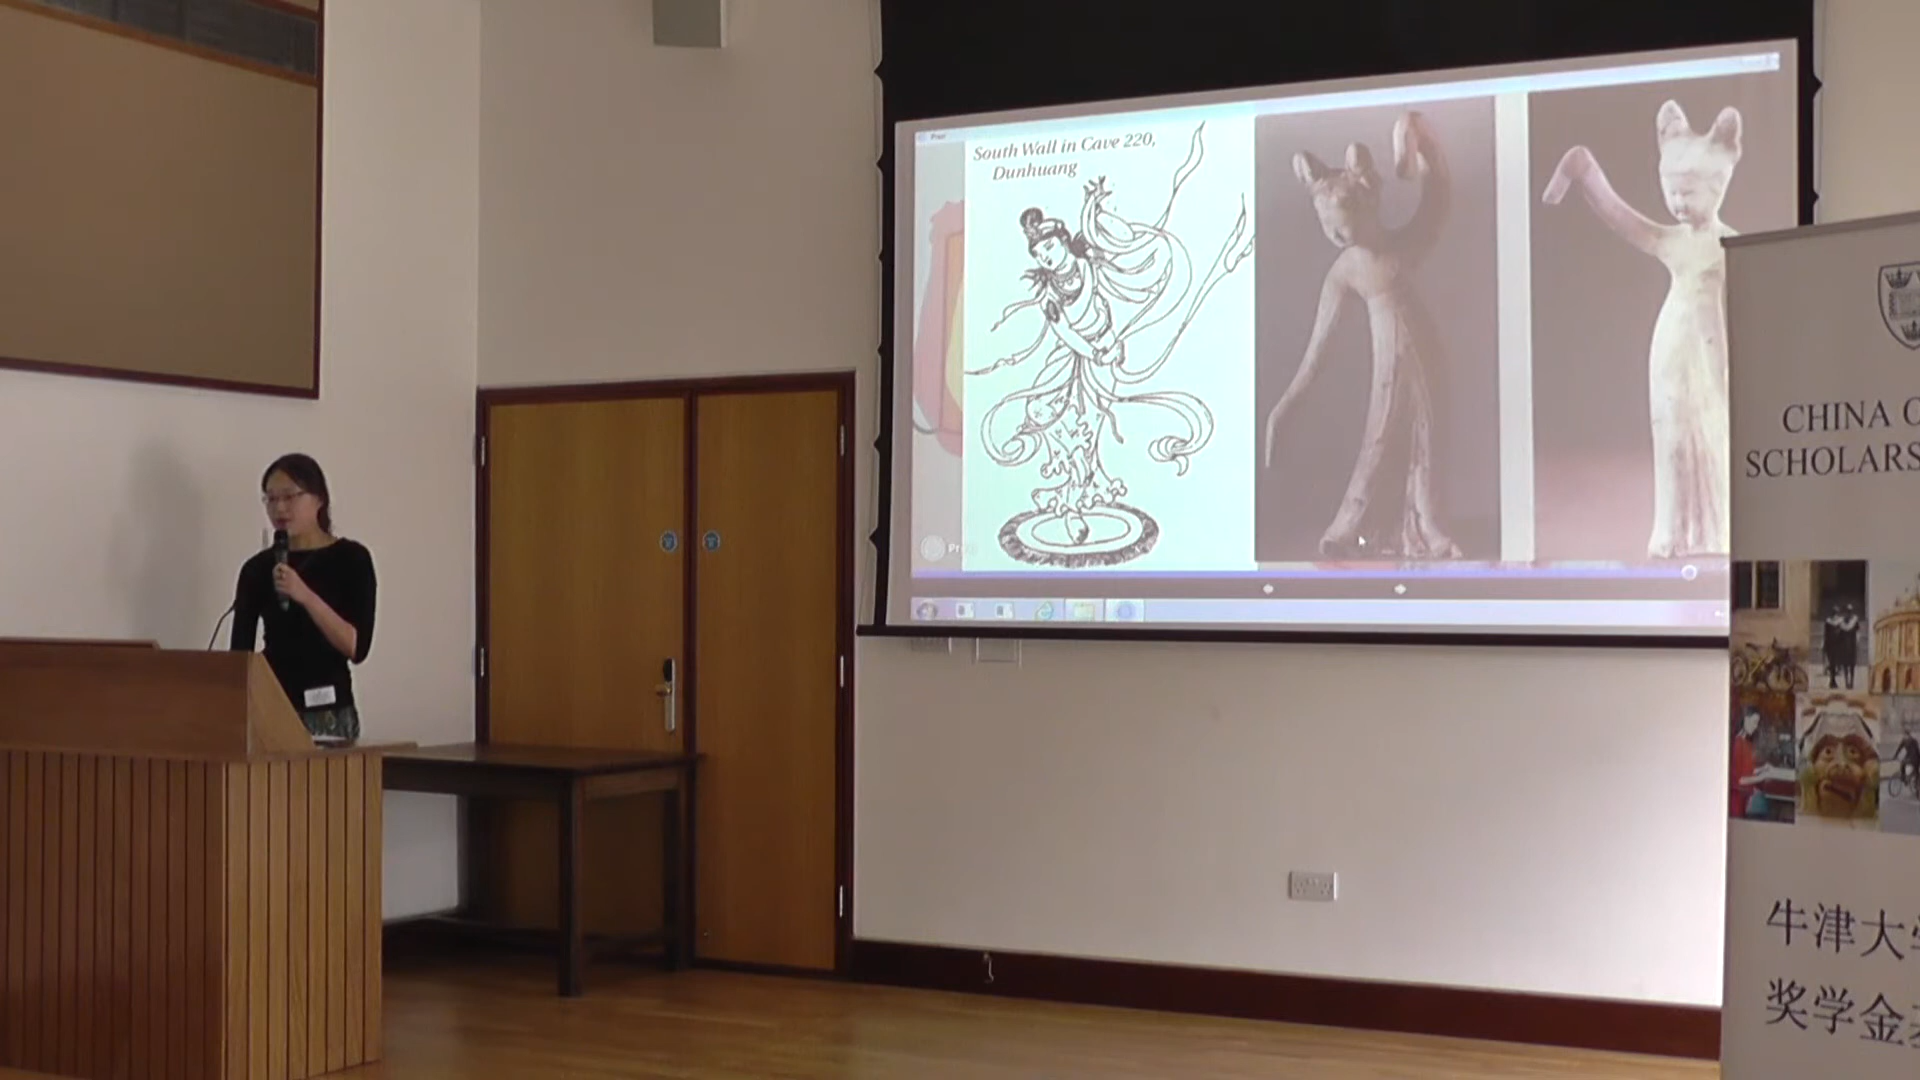 South Wall in Cave 220,
Dunhuang
CHINA
SCHOLARS
牛津大
奖学金